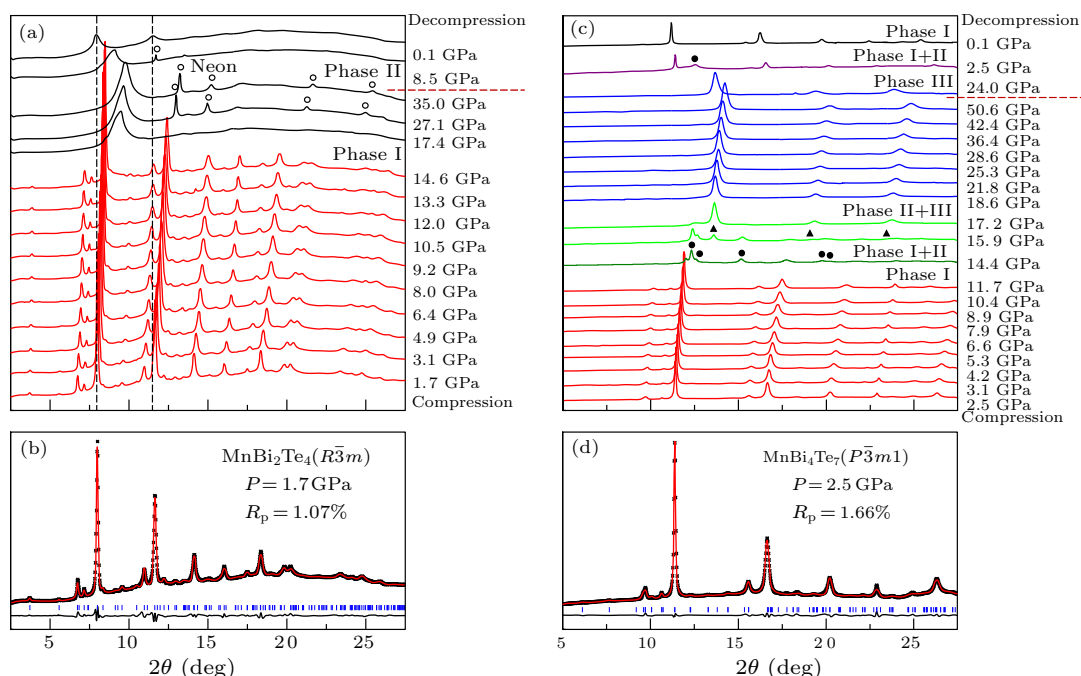 (a)
Decompression
0.1 GPa
8.5 GPa
Neon
Phase II
35.0 GPa
27.1 GPa
17.4 GPa
Phase I
14.6 GPa
13.3 GPa
12.0 GPa
10.5 GPa
9.2 GPa
8.0 GPa
6.4 GPa
4.9 GPa
3.1 GPa
1.7 GPa
Compression
(b)
MnBi₂Te₄(R3̅m)
P = 1.7 GPa
Rₚ = 1.07%
5 10 15 20 25
2θ (deg)
(c)
Decompression
Phase I
0.1 GPa
Phase I+II
2.5 GPa
Phase III
24.0 GPa
50.6 GPa
42.4 GPa
36.4 GPa
28.6 GPa
25.3 GPa
21.8 GPa
18.6 GPa
Phase II+III
17.2 GPa
15.9 GPa
Phase I+II
14.4 GPa
Phase I
11.7 GPa
10.4 GPa
8.9 GPa
7.9 GPa
6.6 GPa
5.3 GPa
4.2 GPa
3.1 GPa
2.5 GPa
Compression
(d)
MnBi₄Te₇(P3̅m1)
P = 2.5 GPa
Rₚ = 1.66%
5 10 15 20 25
2θ (deg)